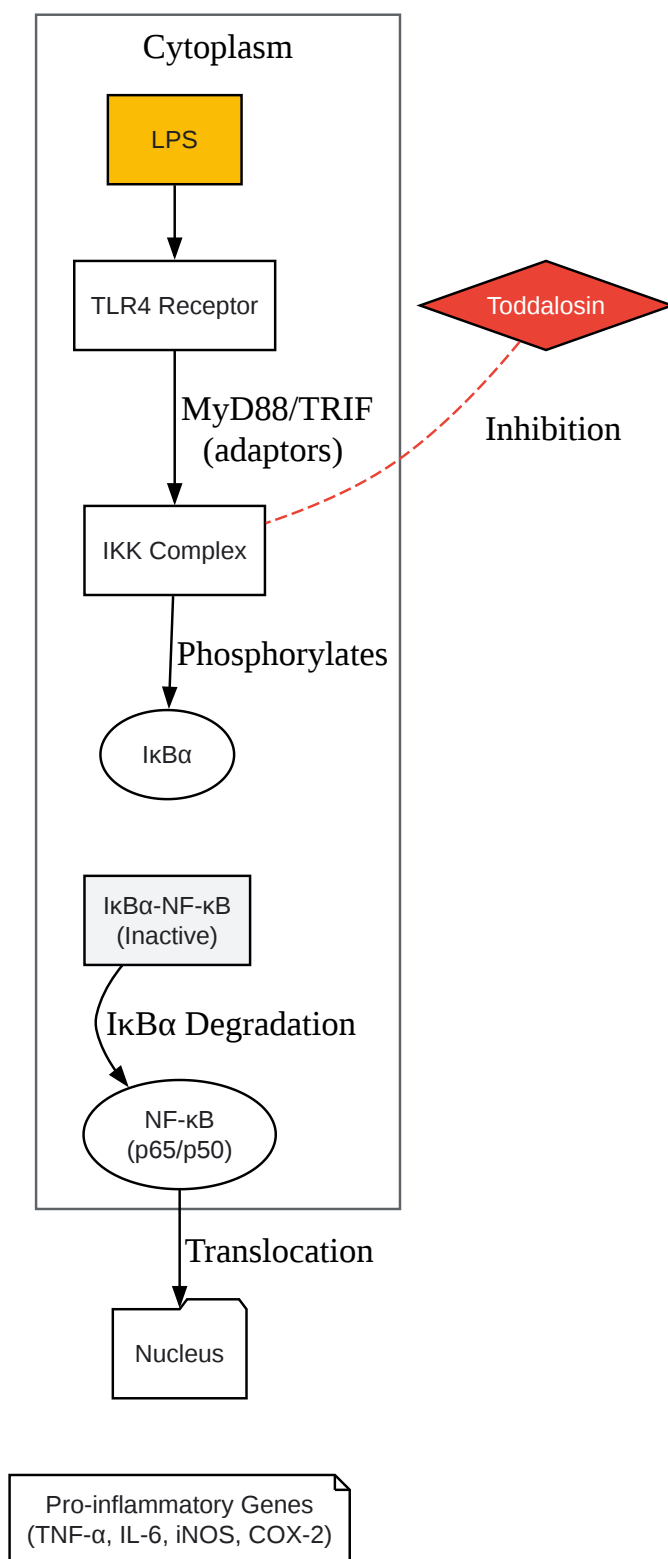 Cytoplasm
LPS
TLR4 Receptor
Toddalosin
MyD88/TRIF
(adaptors)
Inhibition
IKK Complex
Phosphorylates
IκBα
IκBα-NF-κB
(Inactive)
IκBα Degradation
NF-κB
(p65/p50)
Translocation
Nucleus
Pro-inflammatory Genes
(TNF-α, IL-6, iNOS, COX-2)